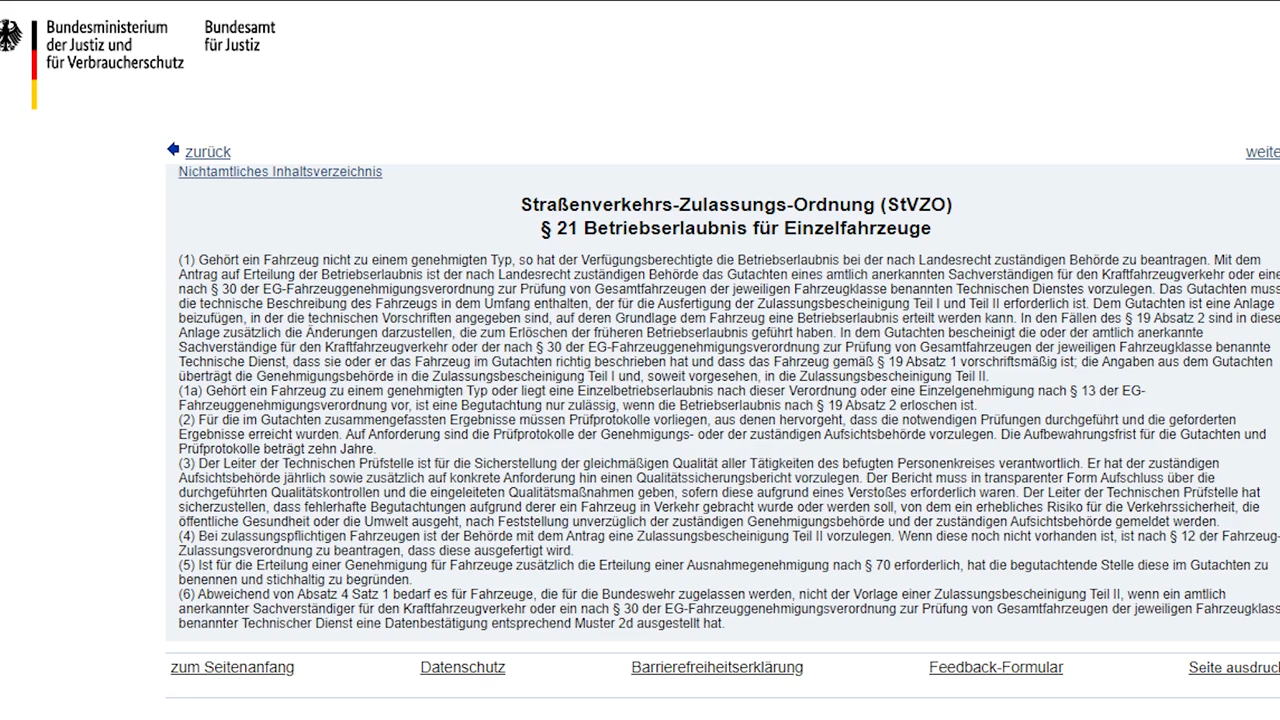 Bundesministerium
der Justiz und
für Verbraucherschutz
Bundesamt
für Justiz
zurück
weite
Nichtamtliches Inhaltsverzeichnis
Straßenverkehrs-Zulassungs-Ordnung (StVZO)
§ 21 Betriebserlaubnis für Einzelfahrzeuge
(1) Gehört ein Fahrzeug nicht zu einem genehmigten Typ, so hat der Verfügungsberechtigte die Betriebserlaubnis bei der nach Landesrecht zuständigen Behörde zu beantragen. Mit dem
Antrag auf Erteilung der Betriebserlaubnis ist der nach Landesrecht zuständigen Behörde das Gutachten eines amtlich anerkannten Sachverständigen für den Kraftfahrzeugverkehr oder eine
nach § 30 der EG-Fahrzeuggenehmigungsverordnung zur Prüfung von Gesamtfahrzeugen der jeweiligen Fahrzeugklasse benannten Technischen Dienstes vorzulegen. Das Gutachten muss
die technische Beschreibung des Fahrzeugs in dem Umfang enthalten, der für die Ausfertigung der Zulassungsbescheinigung Teil I und Teil II erforderlich ist. Dem Gutachten ist eine Anlage
beizufügen, in der die technischen Vorschriften angegeben sind, auf deren Grundlage dem Fahrzeug eine Betriebserlaubnis erteilt werden kann. In den Fällen des § 19 Absatz 2 sind in diese
Anlage zusätzlich die Änderungen darzustellen, die zum Erlöschen der früheren Betriebserlaubnis geführt haben. In dem Gutachten bescheinigt die oder der amtlich anerkannte
Sachverständige für den Kraftfahrzeugverkehr oder der nach § 30 der EG-Fahrzeuggenehmigungsverordnung zur Prüfung von Gesamtfahrzeugen der jeweiligen Fahrzeugklasse benannte
Technische Dienst, dass sie oder er das Fahrzeug im Gutachten richtig beschrieben hat und dass das Fahrzeug gemäß § 19 Absatz 1 vorschriftsmäßig ist; die Angaben aus dem Gutachten
überträgt die Genehmigungsbehörde in die Zulassungsbescheinigung Teil I und, soweit vorgesehen, in die Zulassungsbescheinigung Teil II.
(1a) Gehört ein Fahrzeug zu einem genehmigten Typ oder liegt eine Einzelbetriebserlaubnis nach dieser Verordnung oder eine Einzelgenehmigung nach § 13 der EG-
Fahrzeuggenehmigungsverordnung vor, ist eine Begutachtung nur zulässig, wenn die Betriebserlaubnis nach § 19 Absatz 2 erloschen ist.
(2) Für die im Gutachten zusammengefassten Ergebnisse müssen Prüfprotokolle vorliegen, aus denen hervorgeht, dass die notwendigen Prüfungen durchgeführt und die geforderten
Ergebnisse erreicht wurden. Auf Anforderung sind die Prüfprotokolle der Genehmigungs- oder der zuständigen Aufsichtsbehörde vorzulegen. Die Aufbewahrungsfrist für die Gutachten und
Prüfprotokolle beträgt zehn Jahre.
(3) Der Leiter der Technischen Prüfstelle ist für die Sicherstellung der gleichmäßigen Qualität aller Tätigkeiten des befugten Personenkreises verantwortlich. Er hat der zuständigen
Aufsichtsbehörde jährlich sowie zusätzlich auf konkrete Anforderung hin einen Qualitätssicherungsbericht vorzulegen. Der Bericht muss in transparenter Form Aufschluss über die
durchgeführten Qualitätskontrollen und die eingeleiteten Qualitätsmaßnahmen geben, sofern diese aufgrund eines Verstoßes erforderlich waren. Der Leiter der Technischen Prüfstelle hat
sicherzustellen, dass fehlerhafte Begutachtungen aufgrund derer ein Fahrzeug in Verkehr gebracht wurde oder werden soll, von dem ein erhebliches Risiko für die Verkehrssicherheit, die
öffentliche Gesundheit oder die Umwelt ausgeht, nach Feststellung unverzüglich der zuständigen Genehmigungsbehörde und der zuständigen Aufsichtsbehörde gemeldet werden.
(4) Bei zulassungspflichtigen Fahrzeugen ist der Behörde mit dem Antrag eine Zulassungsbescheinigung Teil II vorzulegen. Wenn diese noch nicht vorhanden ist, ist nach § 12 der Fahrzeug-
Zulassungsverordnung zu beantragen, dass diese ausgefertigt wird.
(5) Ist für die Erteilung einer Genehmigung für Fahrzeuge zusätzlich die Erteilung einer Ausnahmegenehmigung nach § 70 erforderlich, hat die begutachtende Stelle diese im Gutachten zu
benennen und stichhaltig zu begründen.
(6) Abweichend von Absatz 4 Satz 1 bedarf es für Fahrzeuge, die für die Bundeswehr zugelassen werden, nicht der Vorlage einer Zulassungsbescheinigung Teil II, wenn ein amtlich
anerkannter Sachverständiger für den Kraftfahrzeugverkehr oder ein nach § 30 der EG-Fahrzeuggenehmigungsverordnung zur Prüfung von Gesamtfahrzeugen der jeweiligen Fahrzeugklass
benannter Technischer Dienst eine Datenbestätigung entsprechend Muster 2d ausgestellt hat.
zum Seitenanfang
Datenschutz
Barrierefreiheitserklärung
Feedback-Formular
Seite ausdruc